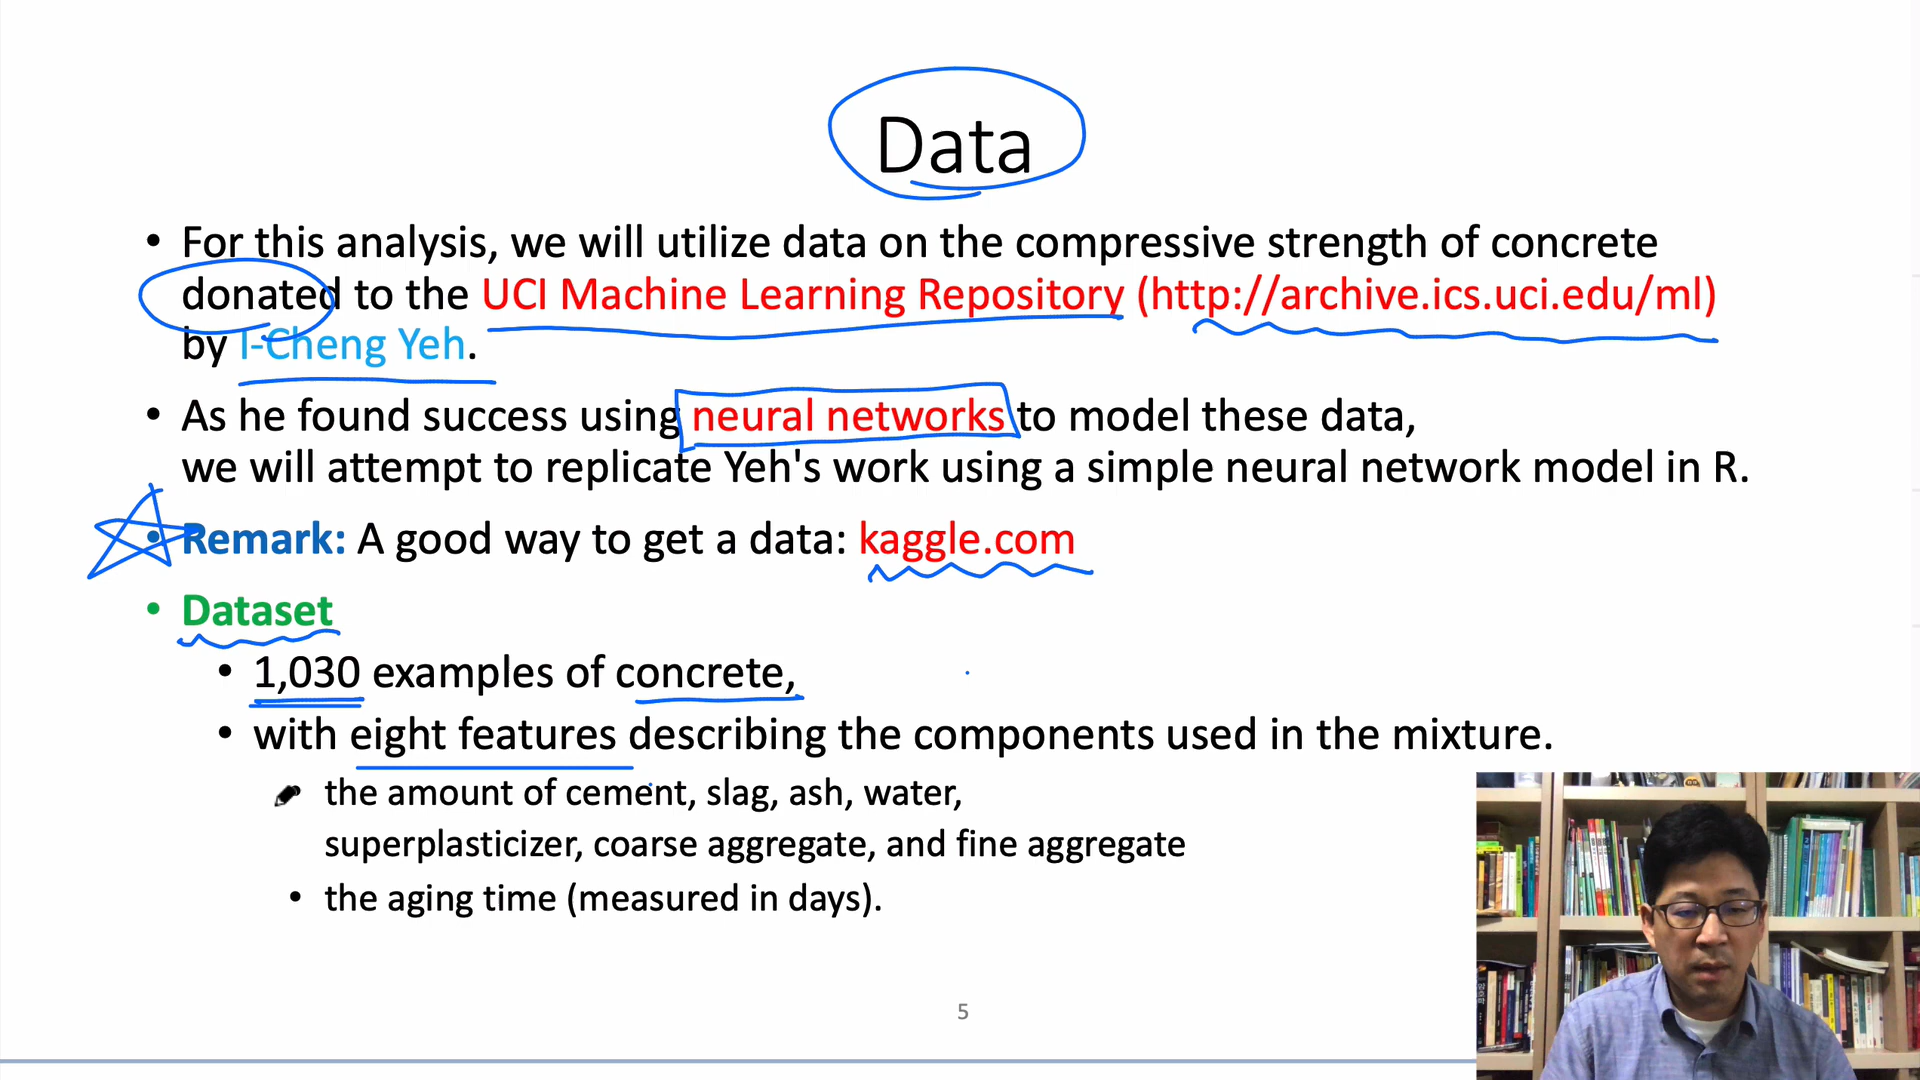 Data
• For this analysis, we will utilize data on the compressive strength of concrete
donated to the UCI Machine Learning Repository (http://archive.ics.uci.edu/ml)
by I-Cheng Yeh.
• As he found success using neural networks to model these data,
we will attempt to replicate Yeh's work using a simple neural network model in R.
• Remark: A good way to get a data: kaggle.com
• Dataset
• 1,030 examples of concrete,
• with eight features describing the components used in the mixture.
the amount of cement, slag, ash, water,
superplasticizer, coarse aggregate, and fine aggregate
• the aging time (measured in days).
5